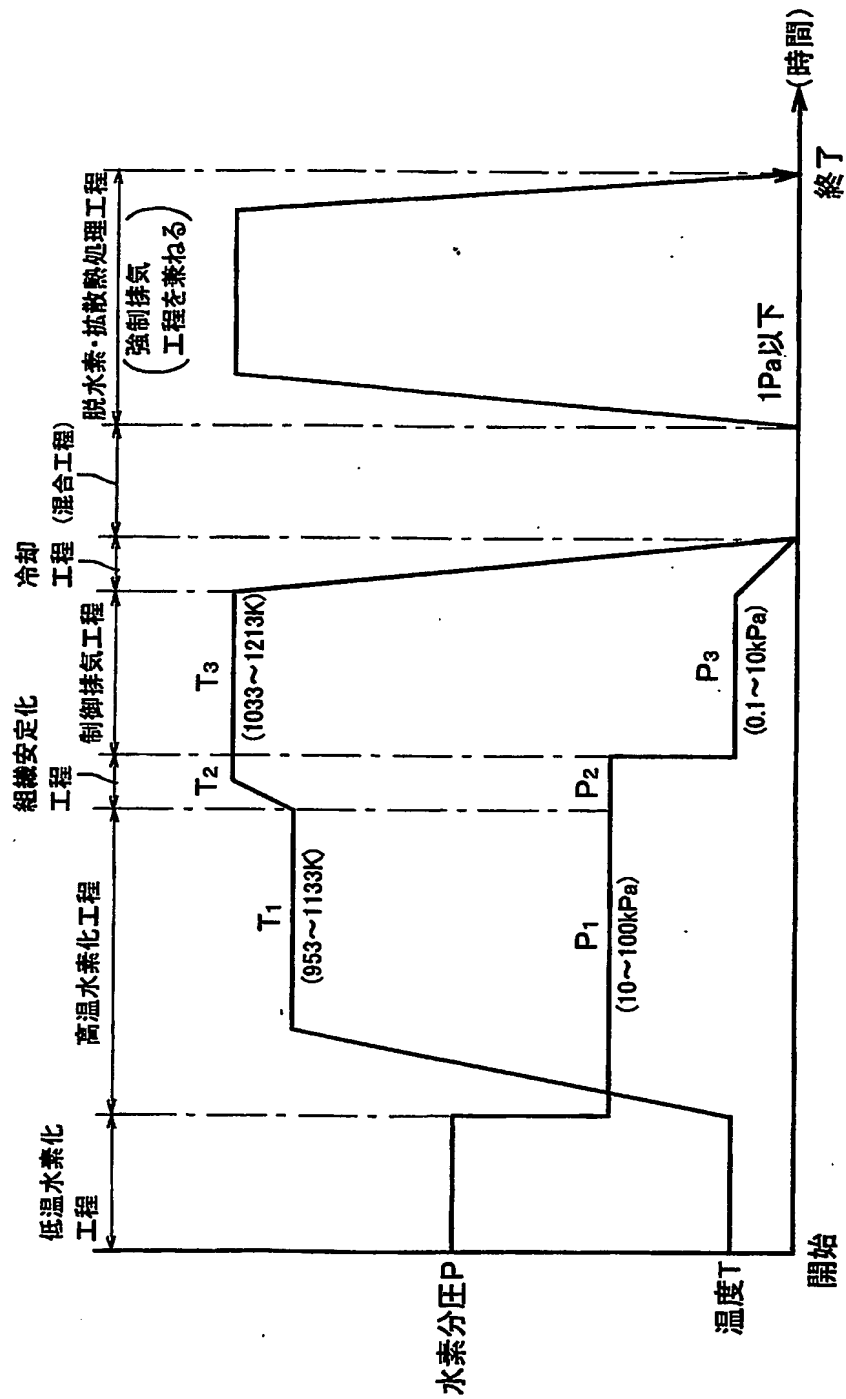 低温水素化
工程
高温水素化工程
組織安定化
工程
制御排気工程
冷却
工程
(混合工程)
脱水素・拡散熱処理工程
(強制排気
工程を兼ねる)
T1
(953～1133K)
T2
T3
(1033～1213K)
P1
(10～100kPa)
P2
P3
(0.1～10kPa)
1Pa以下
水素分圧P
温度T
開始
終了
(時間)